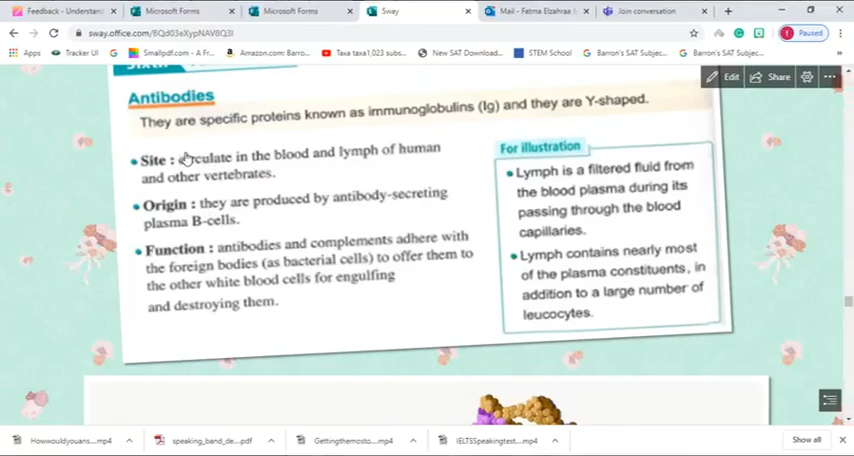 Feedback - Understand
Microsoft Forms
Microsoft Forms
Sway
Mail - Fatma Elzahraa
Join conversation
sway.office.com/8Qd03eXypNAV8Q3l
Paused
Apps
Tracker UI
Smallpdf.com - A Fr...
Amazon.com: Barro...
Taxa taxa1,023 subs...
NEW SAT Download...
STEM School
Barron's SAT Subjec...
Barron's SAT Subjec...
Edit
Share
Antibodies
They are specific proteins known as immunoglobulins (Ig) and they are Y-shaped.
• Site : circulate in the blood and lymph of human
and other vertebrates.
• Origin : they are produced by antibody-secreting
plasma B-cells.
• Function : antibodies and complements adhere with
the foreign bodies (as bacterial cells) to offer them to
the other white blood cells for engulfing
and destroying them.
For illustration
• Lymph is a filtered fluid from
the blood plasma during its
passing through the blood
capillaries.
• Lymph contains nearly most
of the plasma constituents, in
addition to a large number of
leucocytes.
Howwouldyouans....mp4
speaking_band_de....pdf
Gettingthemosto....mp4
IELTSSpeakingtest....mp4
Show all